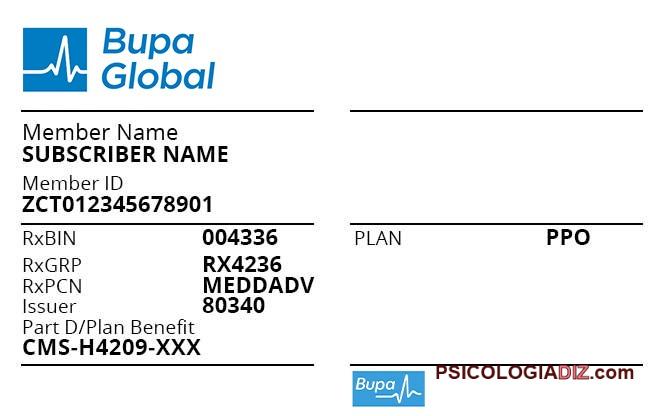 Bupa
Global
Member Name
SUBSCRIBER NAME
Member ID
ZCT012345678901
RxBIN 004336
RxGRP RX4236
RxPCN MEDDADV
Issuer 80340
Part D/Plan Benefit
CMS-H4209-XXX
PLAN PPO
Bupa
PSICOLOGIADIZ.com